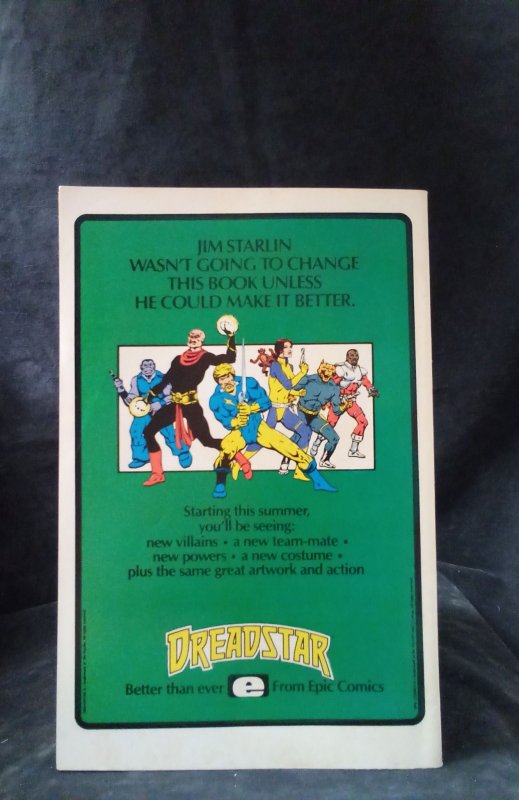 JIM STARLIN
WASN'T GOING TO CHANGE
THIS BOOK UNLESS
HE COULD MAKE IT BETTER.
Starting this summer,
you'll be seeing:
new villains • a new team-mate •
new powers • a new costume •
plus the same great artwork and action
DREADSTAR
Better than ever e From Epic Comics